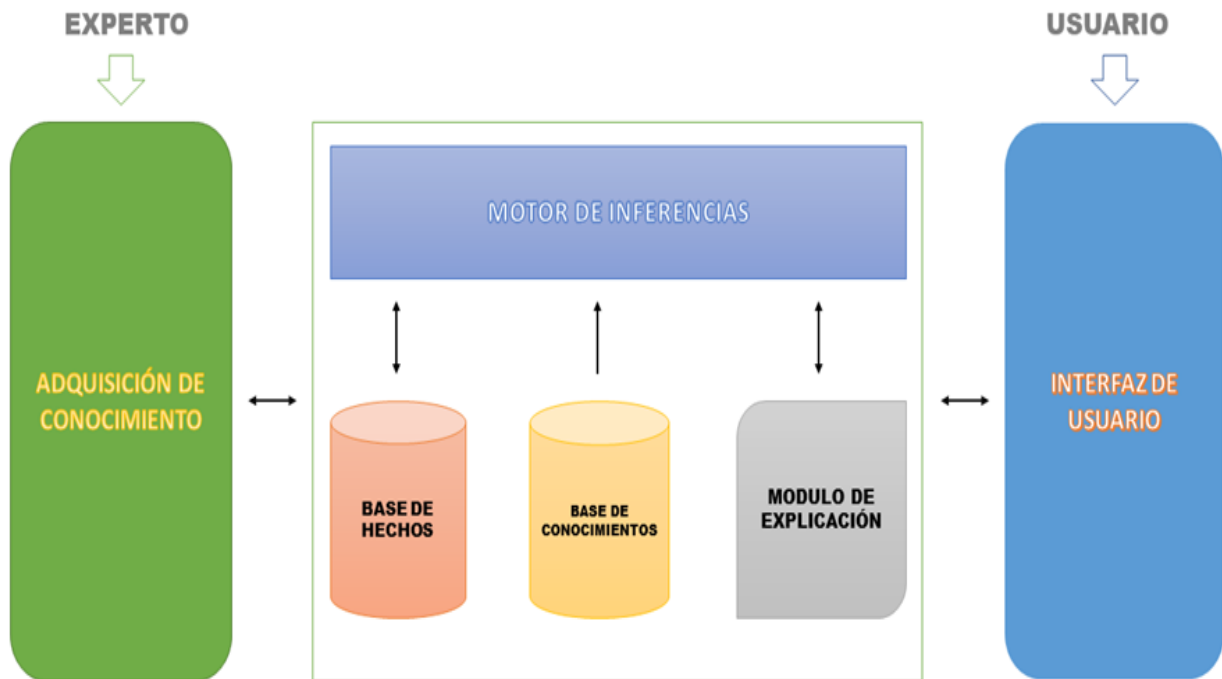 EXPERTO
USUARIO
MOTOR DE INFERENCIAS
ADQUISICIÓN DE
CONOCIMIENTO
BASE DE
HECHOS
BASE DE
CONOCIMIENTOS
MODULO DE
EXPLICACIÓN
INTERFAZ DE
USUARIO